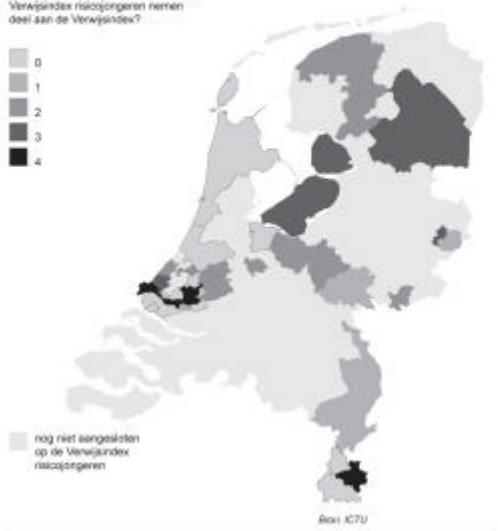 Verwijsindex risicojongeren nemen
deel aan de Verwijsindex?
0
1
2
3
4
nog niet aangesloten
op de Verwijsindex
risicojongeren
Bron: ICTU